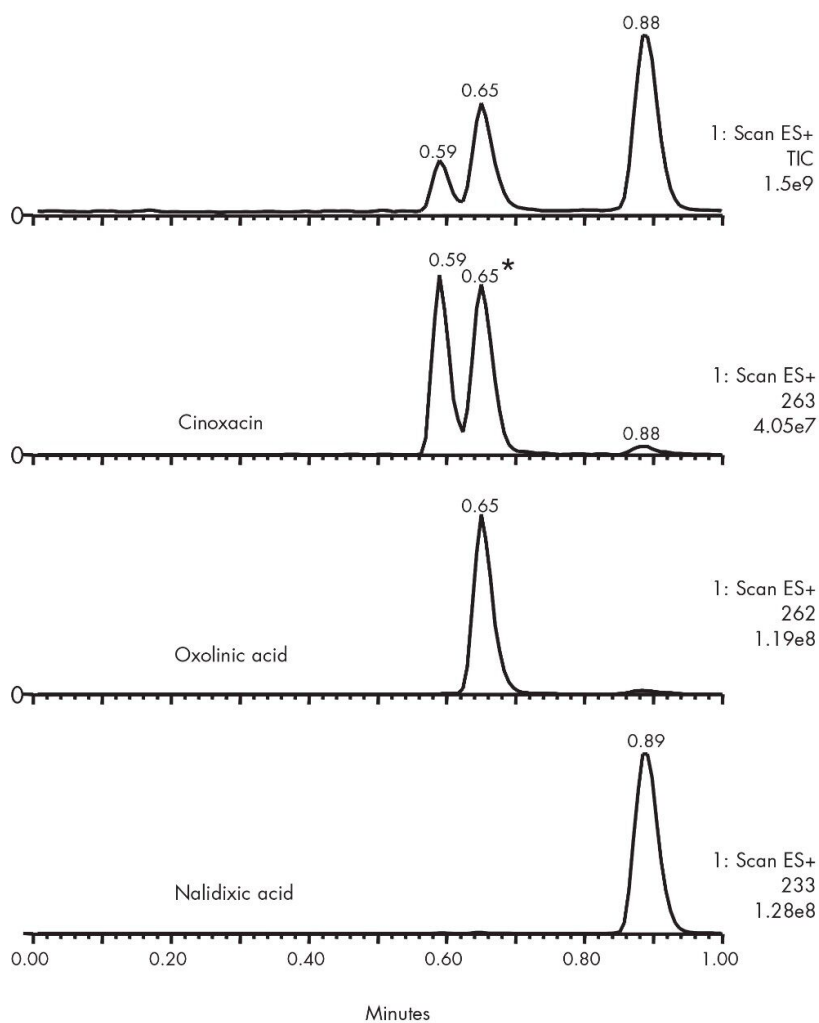 0.88
0.65
0.59
1: Scan ES+
TIC
1.5e9
0
0.59
0.65 *
1: Scan ES+
263
4.05e7
Cinoxacin
0.88
0
0.65
1: Scan ES+
262
1.19e8
Oxolinic acid
0
0.89
1: Scan ES+
233
1.28e8
Nalidixic acid
0.00 0.20 0.40 0.60 0.80 1.00
Minutes